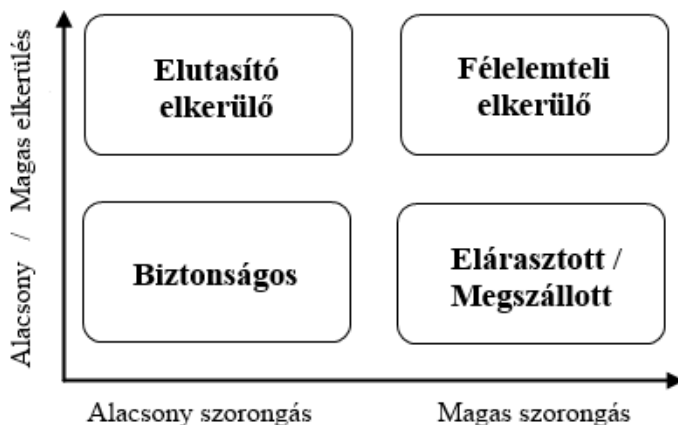 Alacsony / Magas elkerülés
Elutasító
elkerülő
Félelemteli
elkerülő
Biztonságos
Elárasztott /
Megszállott
Alacsony szorongás
Magas szorongás